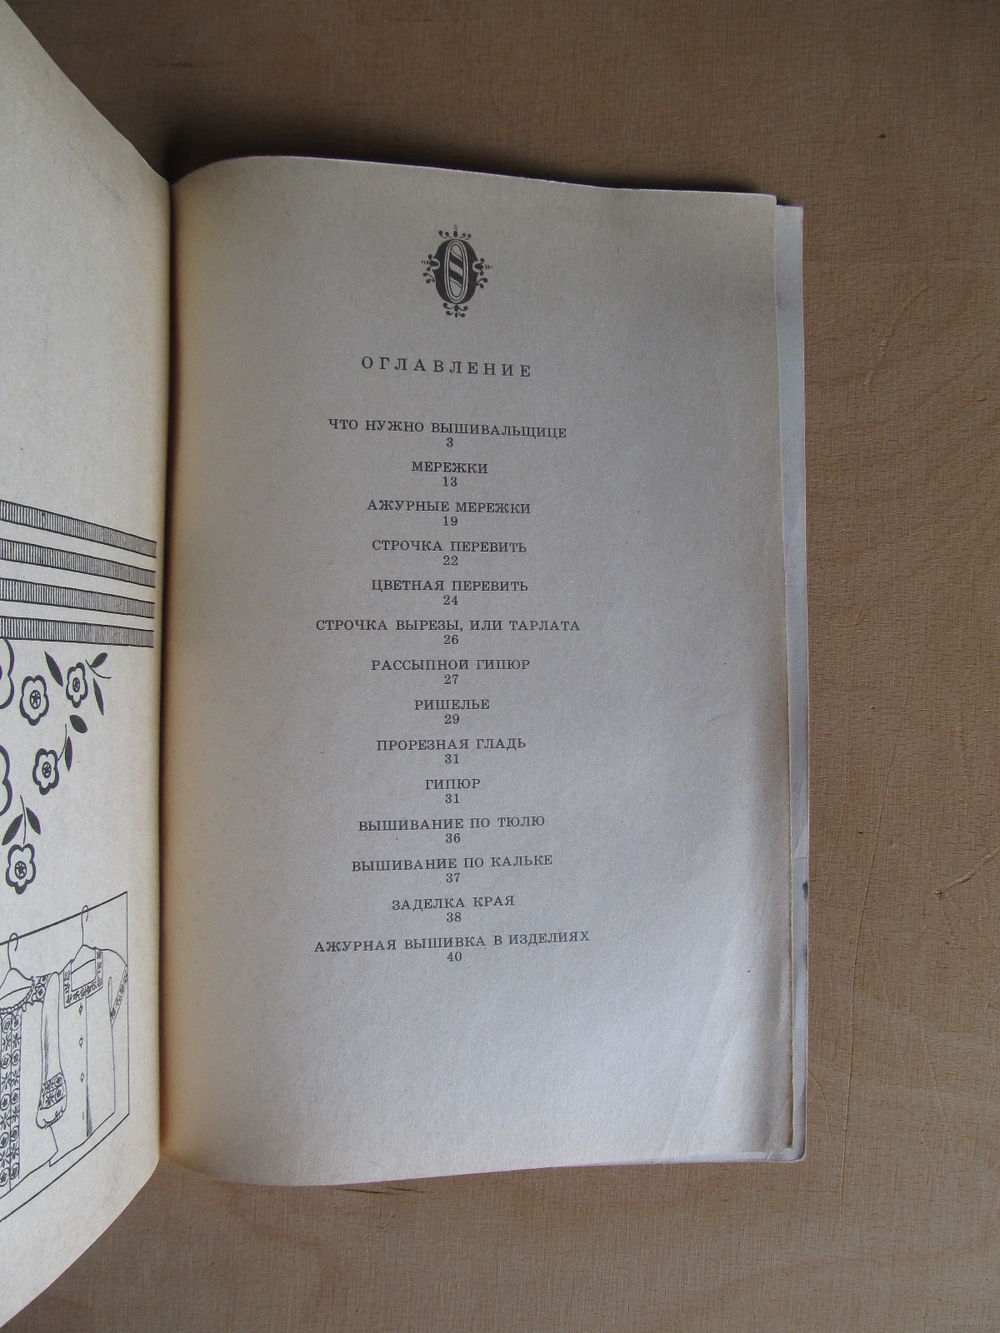 ОГЛАВЛЕНИЕ
ЧТО НУЖНО ВЫШИВАЛЬЩИЦЕ
3
МЕРЕЖКИ
13
АЖУРНЫЕ МЕРЕЖКИ
19
СТРОЧКА ПЕРЕВИТЬ
22
ЦВЕТНАЯ ПЕРЕВИТЬ
24
СТРОЧКА ВЫРЕЗЫ, ИЛИ ТАРЛАТА
26
РАССЫПНОЙ ГИПЮР
27
РИШЕЛЬЕ
29
ПРОРЕЗНАЯ ГЛАДЬ
31
ГИПЮР
31
ВЫШИВАНИЕ ПО ТЮЛЮ
36
ВЫШИВАНИЕ ПО КАЛЬКЕ
37
ЗАДЕЛКА КРАЯ
38
АЖУРНАЯ ВЫШИВКА В ИЗДЕЛИЯХ
40